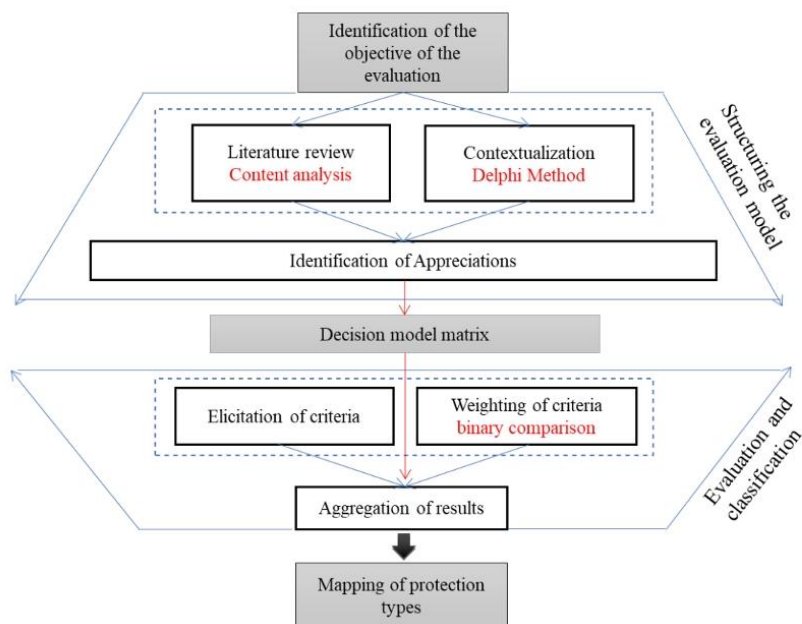 Identification of the
objective of the
evaluation
Literature review
Content analysis
Contextualization
Delphi Method
Structuring the
evaluation model
Identification of Appreciations
Decision model matrix
Elicitation of criteria
Weighting of criteria
binary comparison
Evaluation and
classification
Aggregation of results
Mapping of protection
types